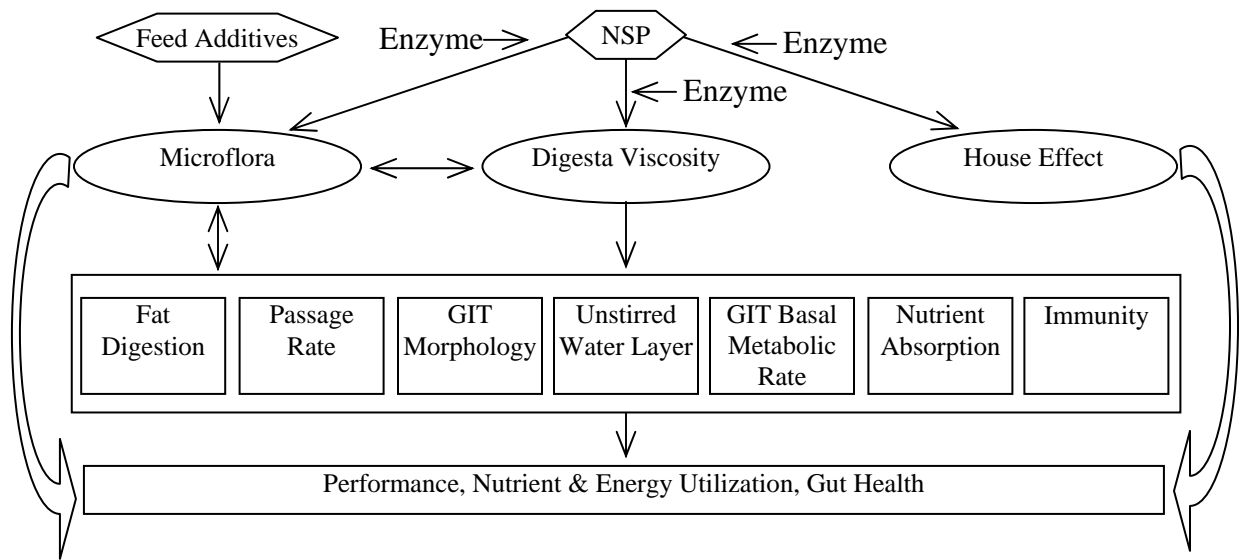 Feed Additives
Enzyme
NSP
Enzyme
Enzyme
Microflora
Digesta Viscosity
House Effect
Fat
Digestion
Passage
Rate
GIT
Morphology
Unstirred
Water Layer
GIT Basal
Metabolic
Rate
Nutrient
Absorption
Immunity
Performance, Nutrient & Energy Utilization, Gut Health